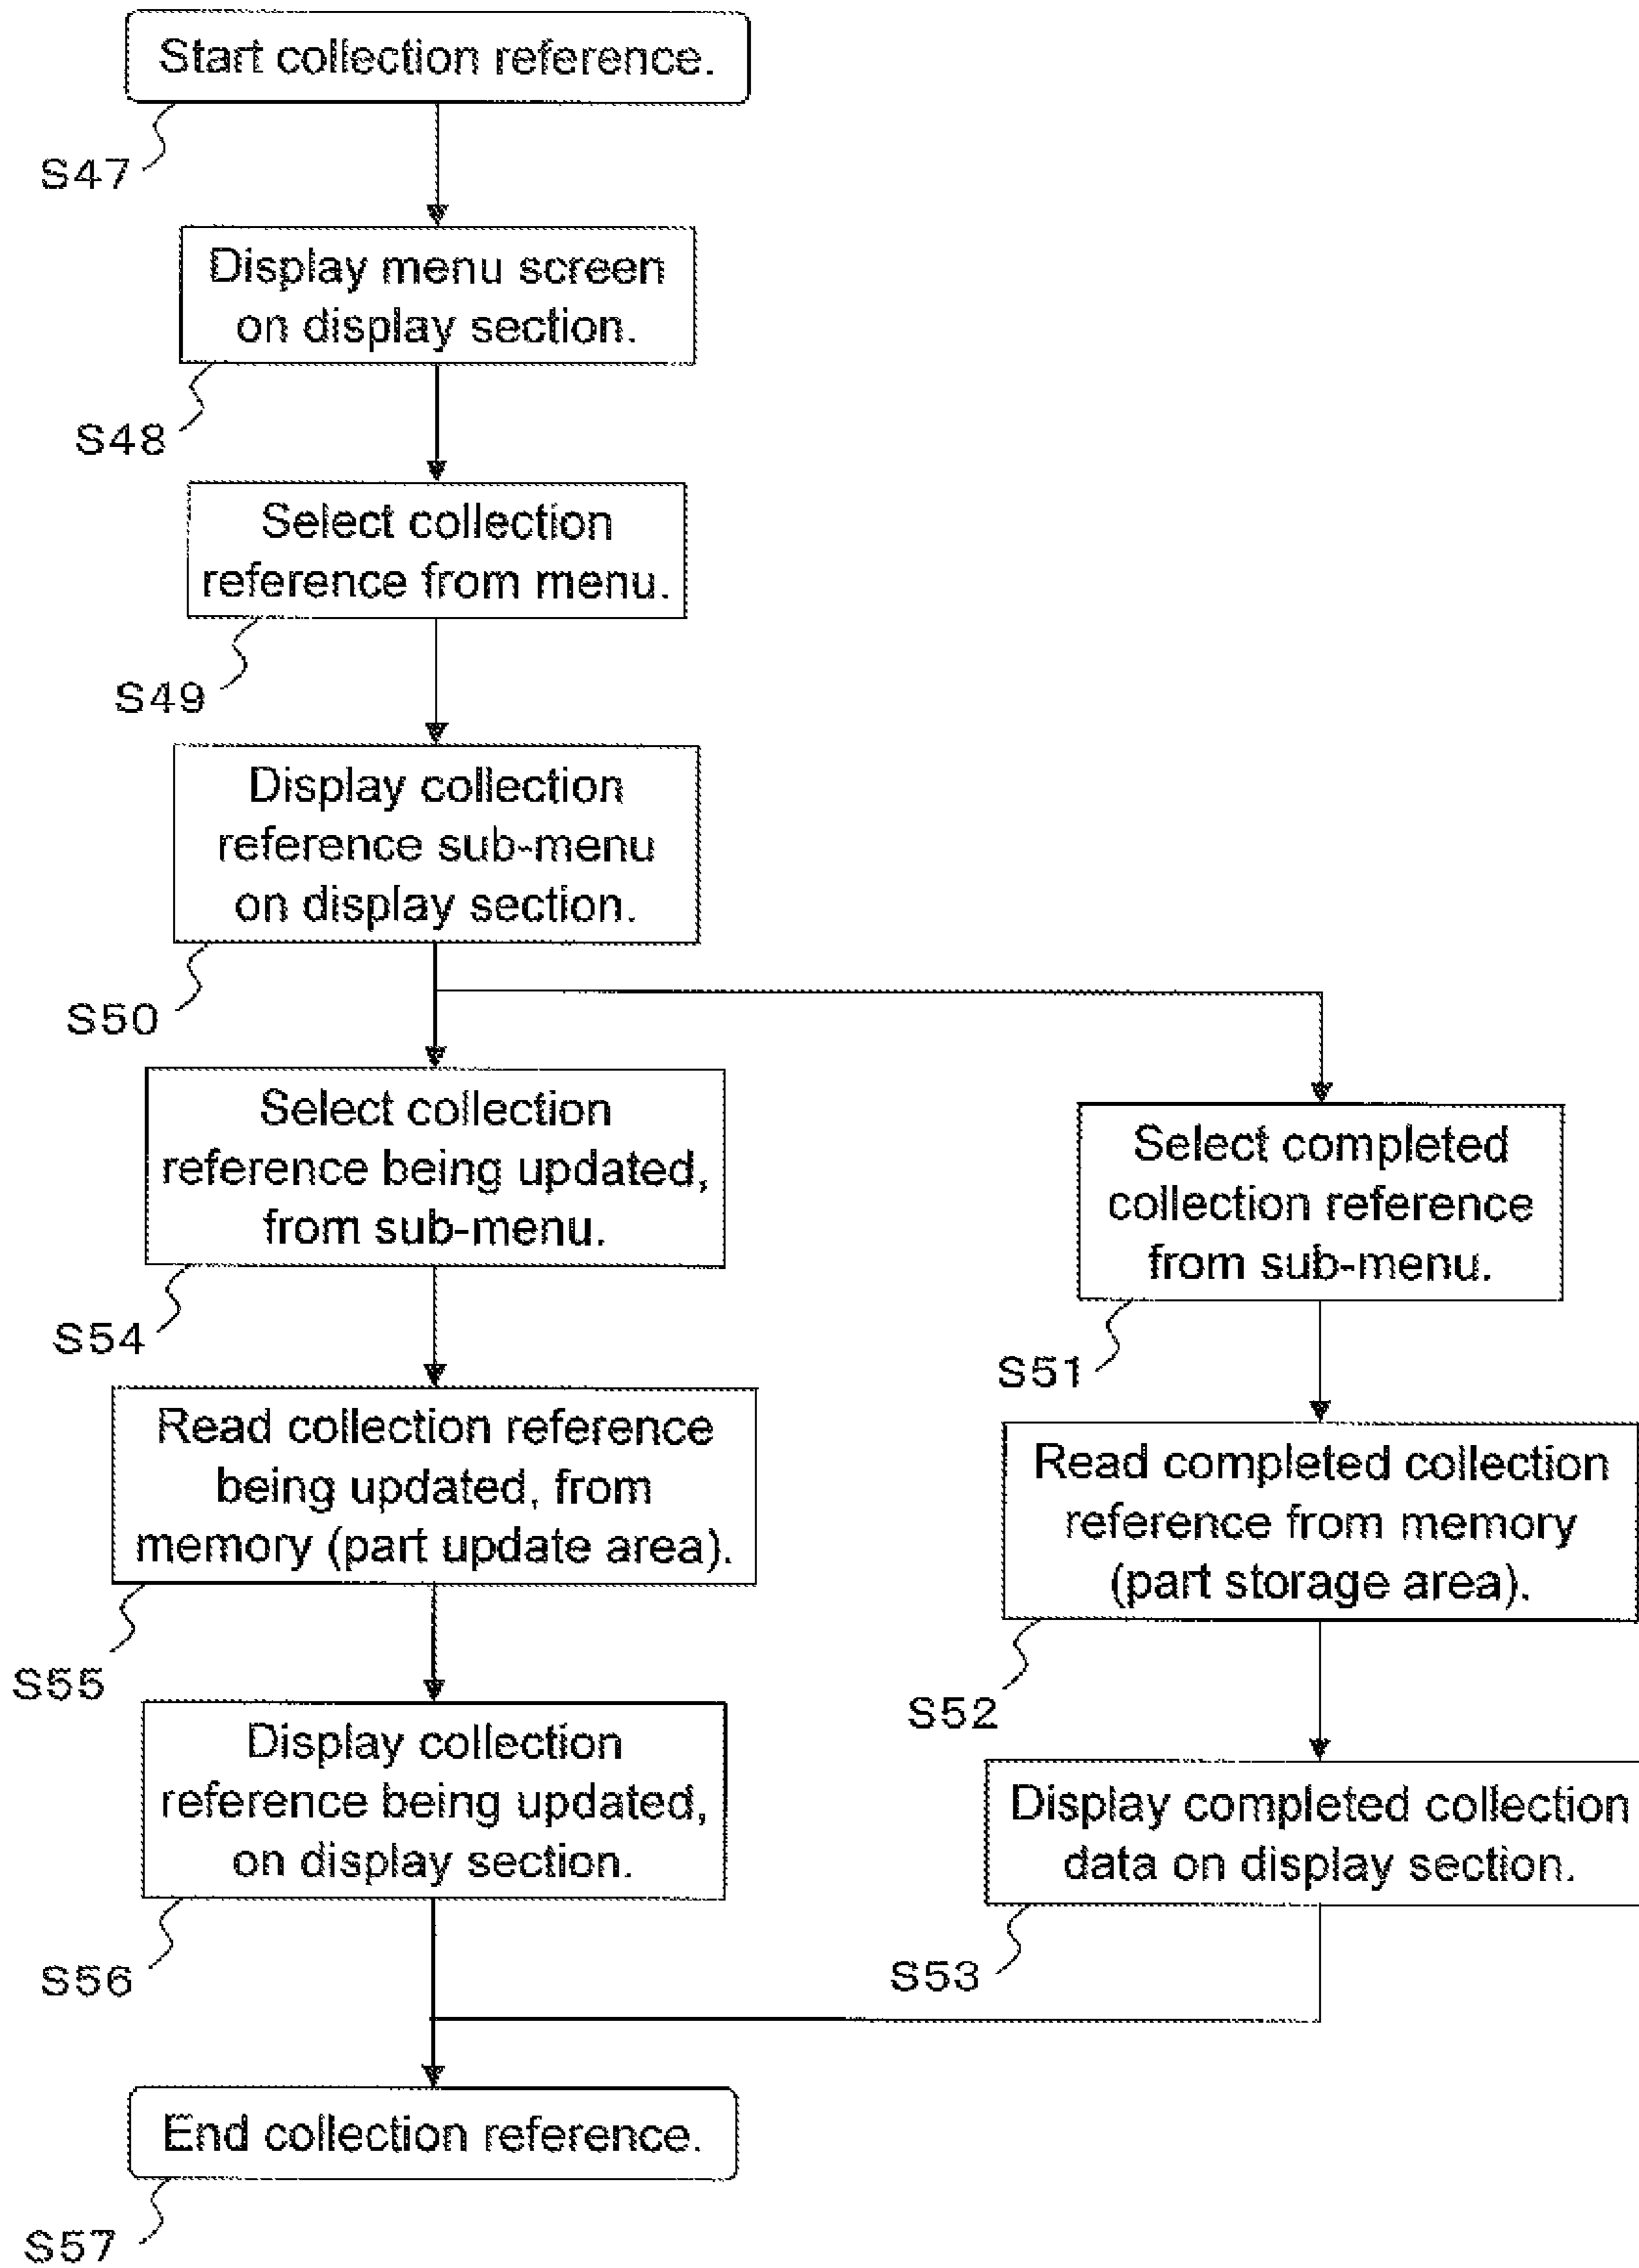 Start collection reference.
S47
Display menu screen
on display section.
S48
Select collection
reference from menu.
S49
Display collection
reference sub-menu
on display section.
S50
Select collection
reference being updated,
from sub-menu.
S54
Read collection reference
being updated, from
memory (part update area).
S55
Display collection
reference being updated,
on display section.
S56
Select completed
collection reference
from sub-menu.
S51
Read completed collection
reference from memory
(part storage area).
S52
Display completed collection
data on display section.
S53
End collection reference.
S57